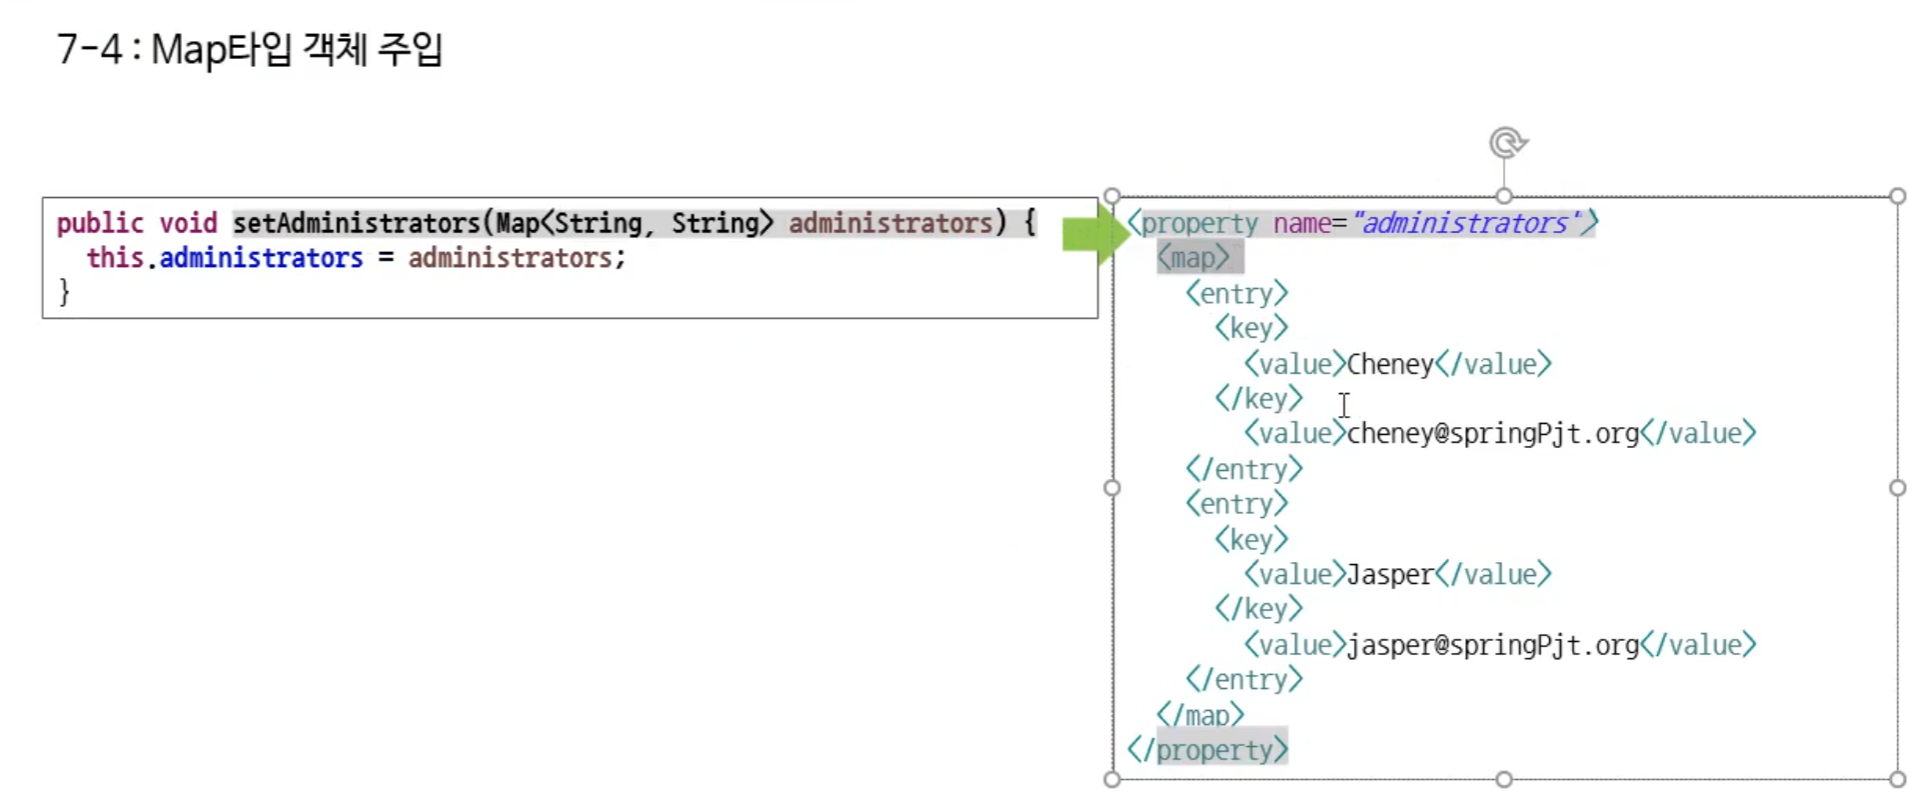 7-4 : Map타입 객체 주입
public void setAdministrators(Map<String, String> administrators) {
this.administrators = administrators;
}
<property name="administrators">
<map>
<entry>
<key>
<value>Cheney</value>
</key>
<value>cheney@springPjt.org</value>
</entry>
<entry>
<key>
<value>Jasper</value>
</key>
<value>jasper@springPjt.org</value>
</entry>
</map>
</property>